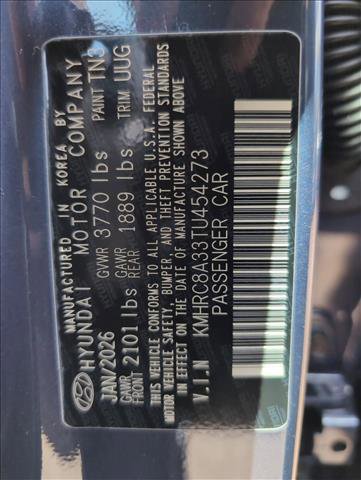 MANUFACTURED IN KOREA BY
HYUNDAI MOTOR COMPANY
JAN/2026 GVWR 3770 lbs PAINT TN3
GAWR FRONT 2101 lbs GAWR REAR 1889 lbs TRIM UUG
THIS VEHICLE CONFORMS TO ALL APPLICABLE U.S.A. FEDERAL
MOTOR VEHICLE SAFETY, BUMPER, AND THEFT PREVENTION STANDARDS
IN EFFECT ON THE DATE OF MANUFACTURE SHOWN ABOVE
V.I.N KMHRC8A33TU454273
PASSENGER CAR